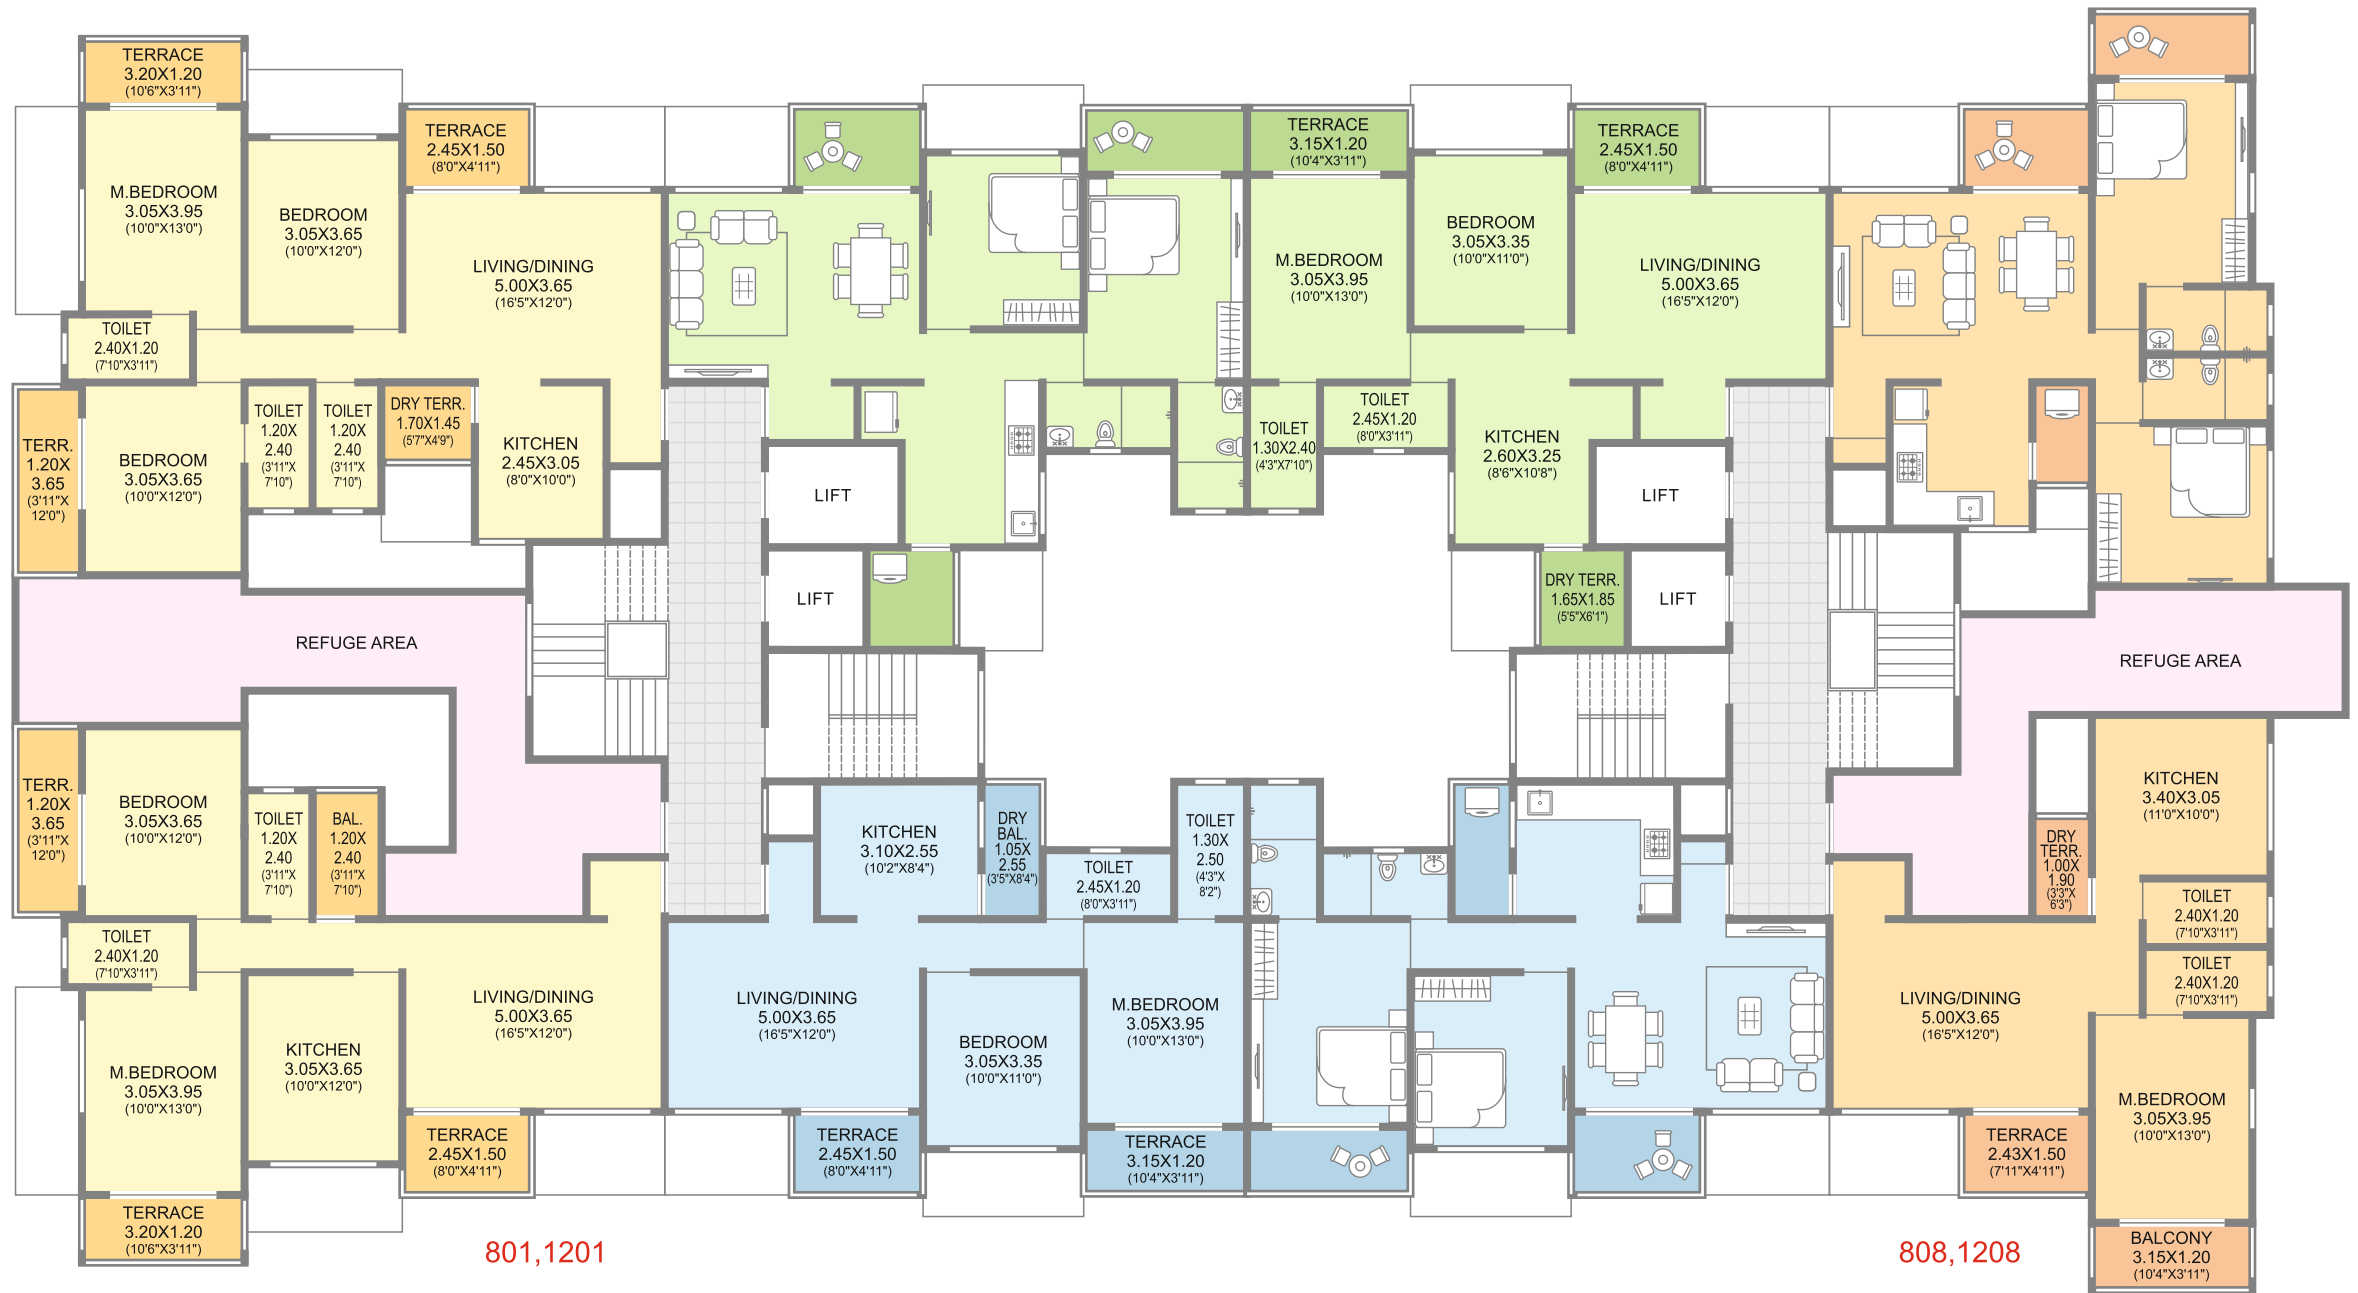 TERRACE
3.20X1.20
(10'6"X3'11")
M.BEDROOM
3.05X3.95
(10'0"X13'0")
BEDROOM
3.05X3.65
(10'0"X12'0")
TERRACE
2.45X1.50
(8'0"X4'11")
LIVING/DINING
5.00X3.65
(16'5"X12'0")
TOILET
2.40X1.20
(7'10"X3'11")
TERR.
1.20X
3.65
(3'11"X
12'0")
BEDROOM
3.05X3.65
(10'0"X12'0")
TOILET
1.20X
2.40
(3'11"X
7'10")
TOILET
1.20X
2.40
(3'11"X
7'10")
DRY TERR.
1.70X1.45
(5'7"X4'9")
KITCHEN
2.45X3.05
(8'0"X10'0")
LIFT
LIFT
TERRACE
3.15X1.20
(10'4"X3'11")
M.BEDROOM
3.05X3.95
(10'0"X13'0")
BEDROOM
3.05X3.35
(10'0"X11'0")
TERRACE
2.45X1.50
(8'0"X4'11")
LIVING/DINING
5.00X3.65
(16'5"X12'0")
TOILET
1.30X2.40
(4'3"X7'10")
TOILET
2.45X1.20
(8'0"X3'11")
KITCHEN
2.60X3.25
(8'6"X10'8")
LIFT
DRY TERR.
1.65X1.85
(5'5"X6'1")
LIFT
REFUGE AREA
REFUGE AREA
TERR.
1.20X
3.65
(3'11"X
12'0")
BEDROOM
3.05X3.65
(10'0"X12'0")
TOILET
1.20X
2.40
(3'11"X
7'10")
BAL.
1.20X
2.40
(3'11"X
7'10")
TOILET
2.40X1.20
(7'10"X3'11")
M.BEDROOM
3.05X3.95
(10'0"X13'0")
KITCHEN
3.05X3.65
(10'0"X12'0")
LIVING/DINING
5.00X3.65
(16'5"X12'0")
TERRACE
2.45X1.50
(8'0"X4'11")
TERRACE
3.20X1.20
(10'6"X3'11")
KITCHEN
3.10X2.55
(10'2"X8'4")
DRY
BAL.
1.05X
2.55
(3'5"X8'4")
TOILET
2.45X1.20
(8'0"X3'11")
TOILET
1.30X
2.50
(4'3"X
8'2")
LIVING/DINING
5.00X3.65
(16'5"X12'0")
BEDROOM
3.05X3.35
(10'0"X11'0")
M.BEDROOM
3.05X3.95
(10'0"X13'0")
TERRACE
2.45X1.50
(8'0"X4'11")
TERRACE
3.15X1.20
(10'4"X3'11")
KITCHEN
3.40X3.05
(11'0"X10'0")
DRY
TERR.
1.00X
1.90
(3'3"X
6'3")
TOILET
2.40X1.20
(7'10"X3'11")
TOILET
2.40X1.20
(7'10"X3'11")
LIVING/DINING
5.00X3.65
(16'5"X12'0")
M.BEDROOM
3.05X3.95
(10'0"X13'0")
TERRACE
2.43X1.50
(7'11"X4'11")
BALCONY
3.15X1.20
(10'4"X3'11")
801,1201
808,1208